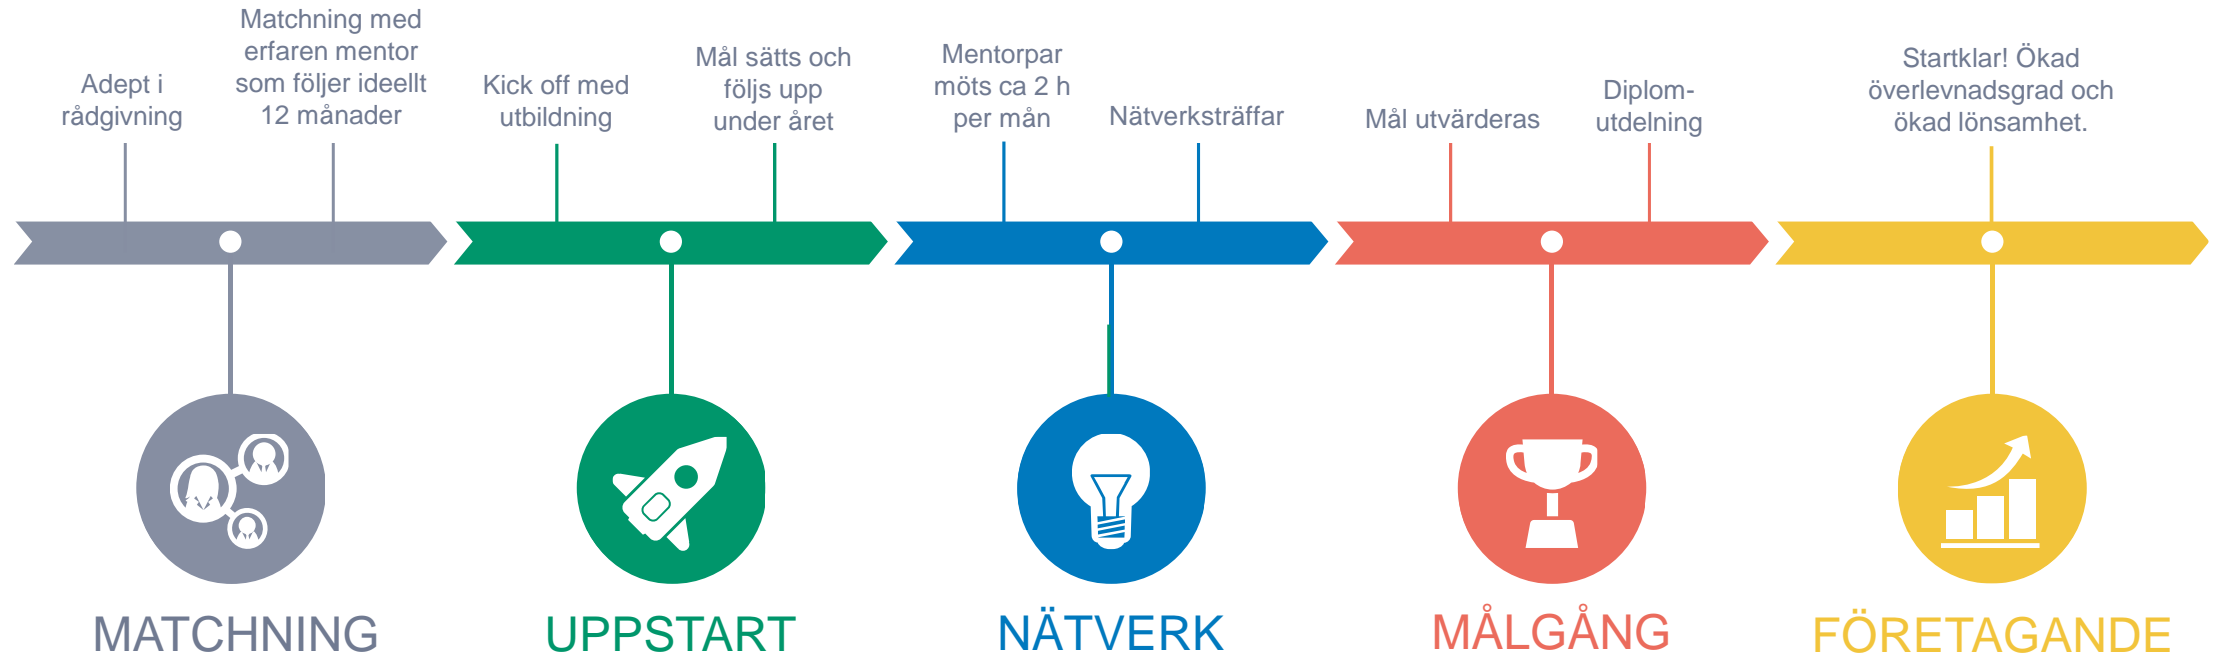 Adept i
rådgivning
Matchning med
erfaren mentor
som följer ideellt
12 månader
Kick off med
utbildning
Mål sätts och
följs upp
under året
Mentorpar
möts ca 2 h
per mån
Nätverksträffar
Mål utvärderas
Diplom-
utdelning
Startklar! Ökad
överlevnadsgrad och
ökad lönsamhet.
MATCHNING
UPPSTART
NÄTVERK
MÅLGÅNG
FÖRETAGANDE